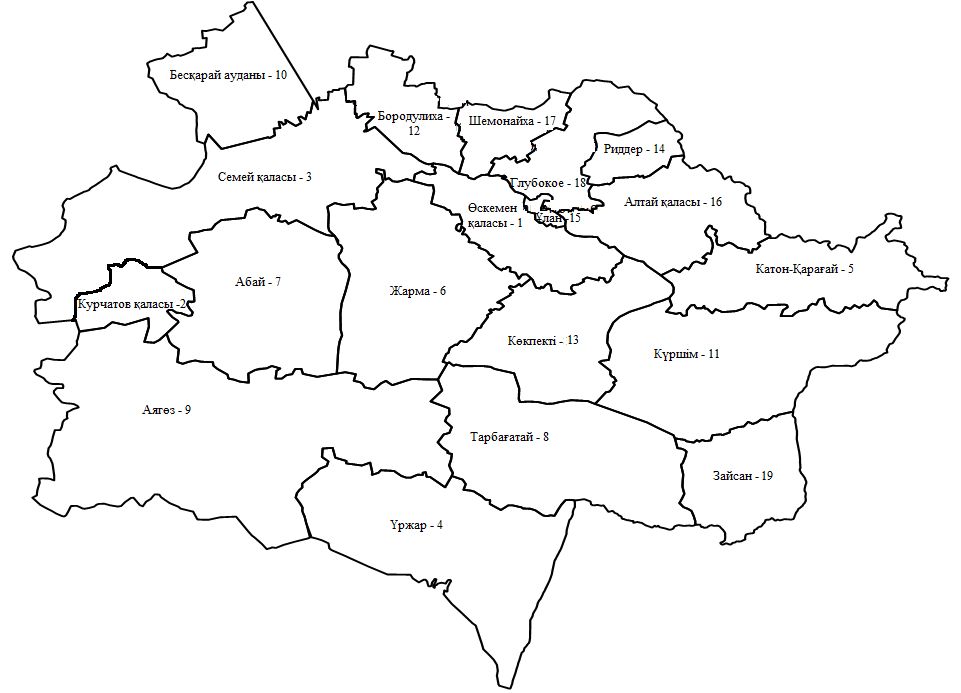 Бесқарай ауданы - 10
Бородулиха -
12
Шемонайха - 17
Риддер - 14
Семей қаласы - 3
Глубокое - 18
Алтай қаласы - 16
Өскемен
қаласы - 1
Ұлан -15
Катон-Қарағай - 5
Абай - 7
Жарма - 6
Курчатов қаласы -2
Көкпекті - 13
Күршім - 11
Аягөз - 9
Тарбағатай - 8
Зайсан - 19
Үржар - 4